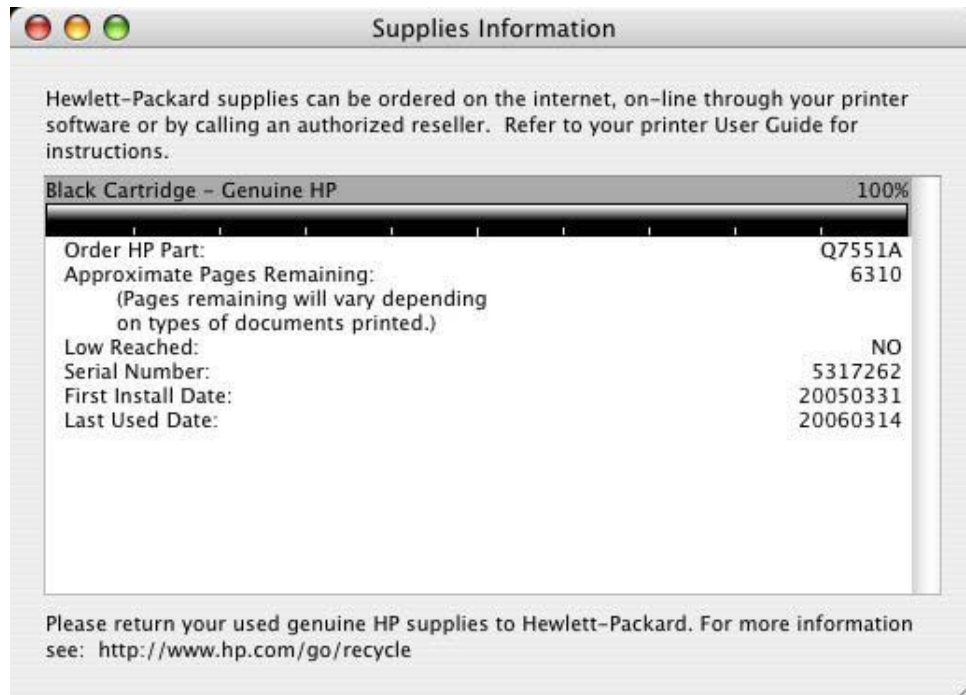 Supplies Information
Hewlett-Packard supplies can be ordered on the internet, on-line through your printer
software or by calling an authorized reseller.  Refer to your printer User Guide for
instructions.
Black Cartridge - Genuine HP 100%
Order HP Part: Q7551A
Approximate Pages Remaining: 6310
(Pages remaining will vary depending
on types of documents printed.)
Low Reached: NO
Serial Number: 5317262
First Install Date: 20050331
Last Used Date: 20060314
Please return your used genuine HP supplies to Hewlett-Packard. For more information
see:  http://www.hp.com/go/recycle